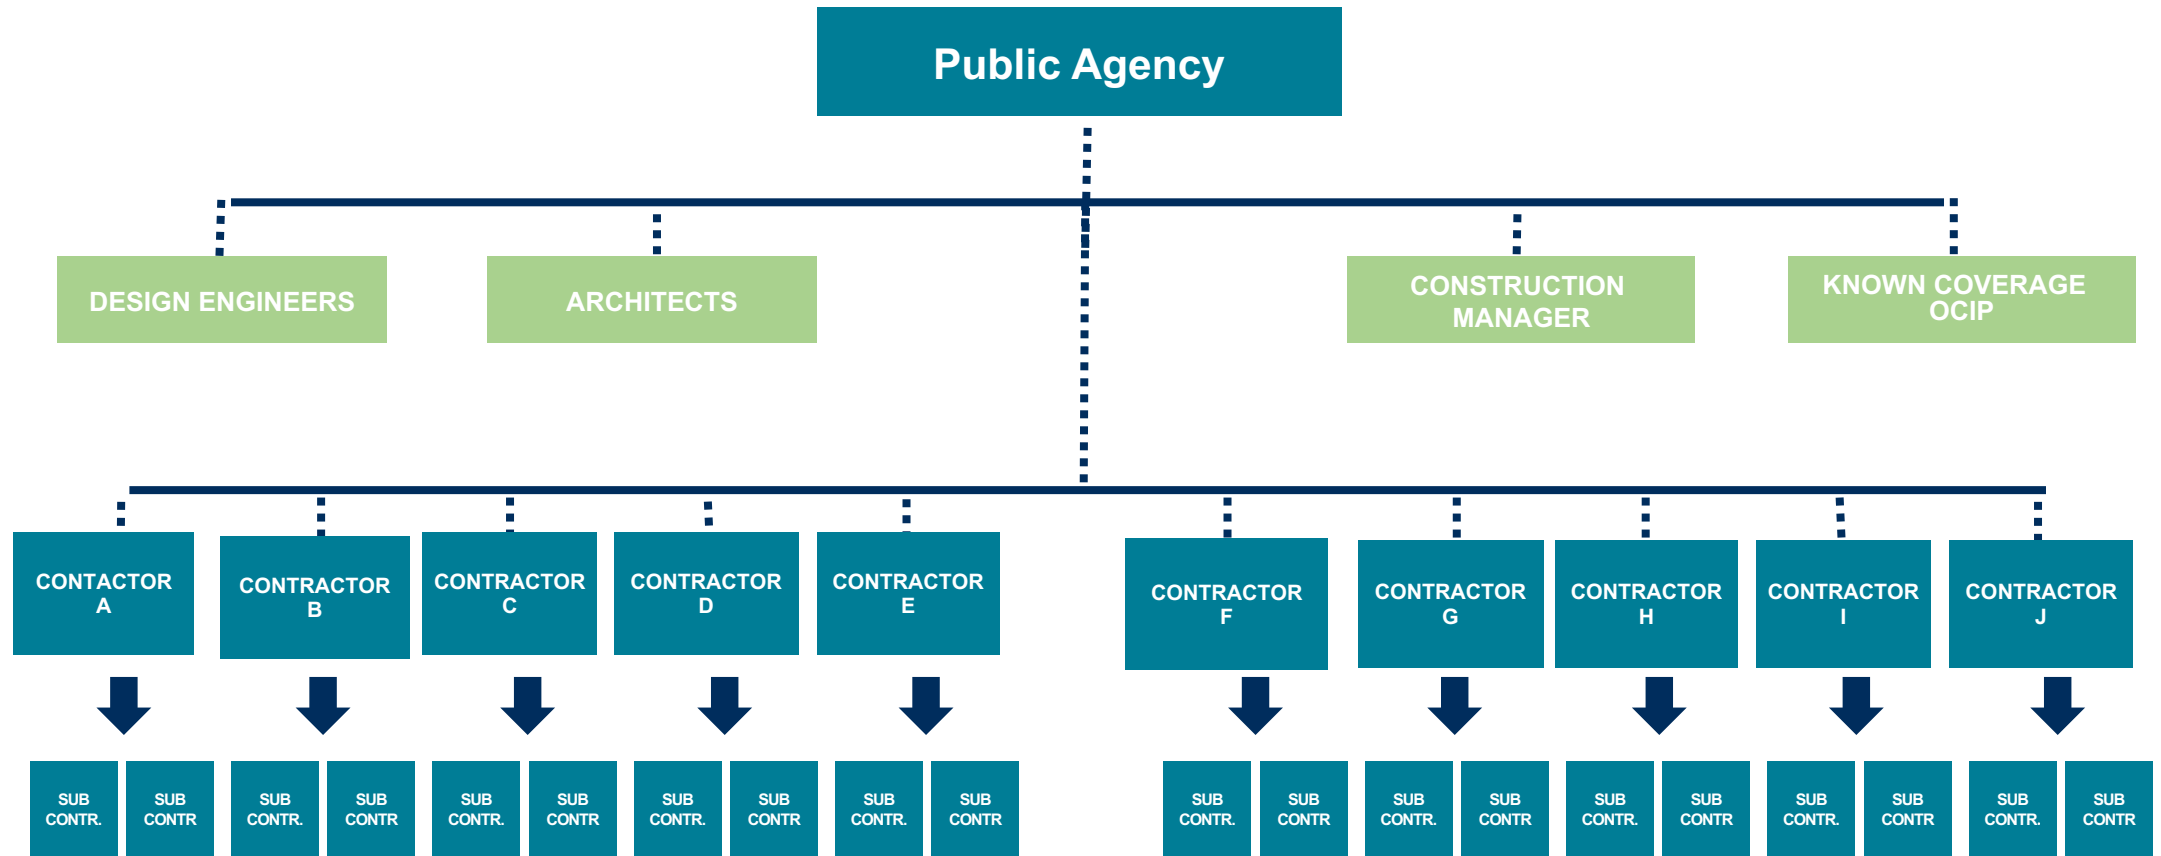 Public Agency
DESIGN ENGINEERS
ARCHITECTS
CONSTRUCTION
MANAGER
KNOWN COVERAGE
OCIP
CONTACTOR
A
CONTRACTOR
B
CONTRACTOR
C
CONTRACTOR
D
CONTRACTOR
E
CONTRACTOR
F
CONTRACTOR
G
CONTRACTOR
H
CONTRACTOR
I
CONTRACTOR
J
SUB
CONTR.
SUB
CONTR
SUB
CONTR.
SUB
CONTR
SUB
CONTR.
SUB
CONTR
SUB
CONTR.
SUB
CONTR
SUB
CONTR.
SUB
CONTR
SUB
CONTR.
SUB
CONTR
SUB
CONTR.
SUB
CONTR
SUB
CONTR.
SUB
CONTR
SUB
CONTR.
SUB
CONTR
SUB
CONTR.
SUB
CONTR